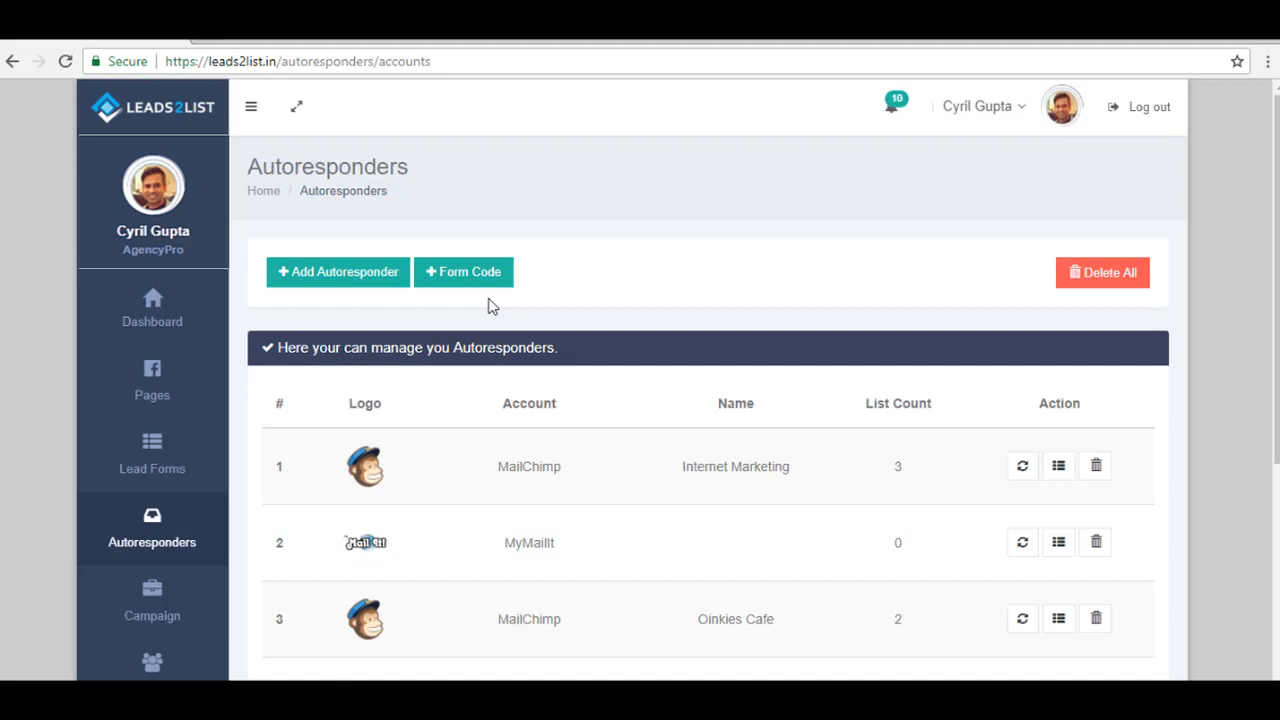 Secure https://leads2list.in/autoresponders/accounts
LEADS2LIST
10
Cyril Gupta
Log out
Cyril Gupta
AgencyPro
Dashboard
Pages
Lead Forms
Autoresponders
Campaign
Autoresponders
Home / Autoresponders
+ Add Autoresponder
+ Form Code
Delete All
Here your can manage you Autoresponders.
# Logo Account Name List Count Action
1 MailChimp Internet Marketing 3
2 Mail It! MyMailIt 0
3 MailChimp Oinkies Cafe 2